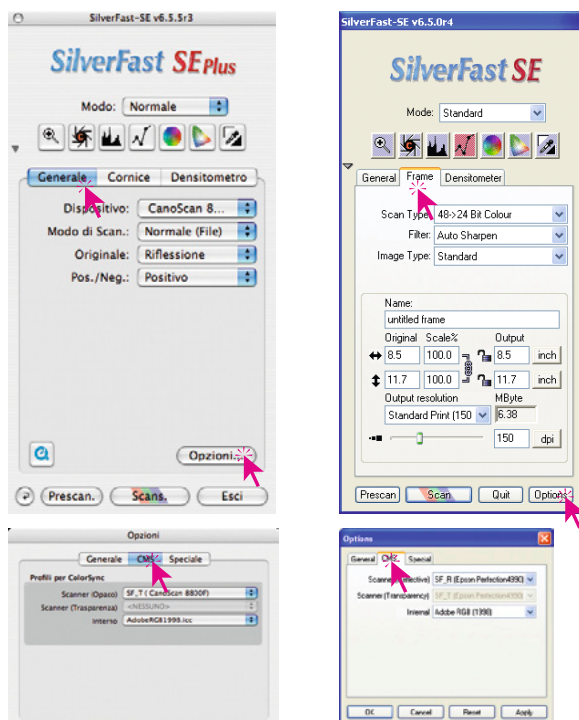 SilverFast-SE v6.5.5r3
SilverFast SE Plus
Modo: Normale
Generale Cornice Densitometro
Dispositivo: CanoScan 8...
Modo di Scan.: Normale (File)
Originale: Riflessione
Pos./Neg.: Positivo
Opzioni...
Prescan. Scans. Esci
SilverFast-SE v6.5.0r4
SilverFast SE
Mode: Standard
General Frame Densitometer
Scan Type: 48->24 Bit Colour
Filter: Auto Sharpen
Image Type: Standard
Name:
untitled frame
Original Scale% Output
8.5 100.0 8.5 inch
11.7 100.0 11.7 inch
Output resolution MByte
Standard Print (150 6.38
150 dpi
Prescan Scan Quit Options
Opzioni
Generale CMS Speciale
Profili per ColorSync
Scanner (Opaco) SF_T ( CanoScan 8800F)
Scanner (Trasparenza) <NESSUNO>
Interno AdobeRGB1998.icc
Options
General CMS Special
Scanner (Reflective) SF_R (Epson Perfection4990)
Scanner (Transparency) SF_T (Epson Perfection4990)
Internal Adobe RGB (1998)
OK Cancel Reset Apply